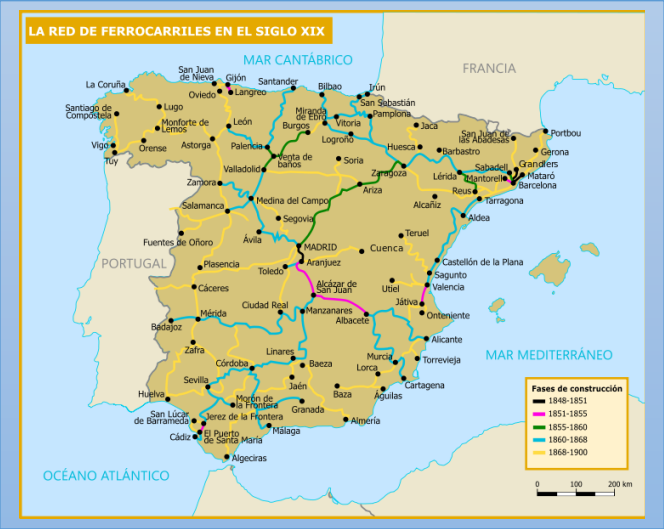 LA RED DE FERROCARRILES EN EL SIGLO XIX
MAR CANTÁBRICO
FRANCIA
San Juan
de Nieva
Gijón
La Coruña
Oviedo
Langreo
Santander
Bilbao
Irún
San Subastián
Santiago de
Compostela
Lugo
Monforte de
Lemos
León
Miranda
de Ebro
Vitoria
Pamplona
Burgos
Logroño
Jaca
San Juan de
las Abadesas
Portbou
Vigo
Tuy
Orense
Astorga
Palencia
Venta de
baños
Huesca
Barbastro
Gerona
Valladolid
Soria
Zaragoza
Lérida
Sabadell
Granollers
Mantorell
Mataró
Barcelona
Zamora
Ariza
Reus
Tarragona
Salamanca
Medina del Campo
Segovia
Alcañiz
Aldea
Fuentes de Oñoro
Ávila
MADRID
Teruel
Cuenca
PORTUGAL
Plasencia
Toledo
Aranjuez
Castellón de la Plana
Sagunto
Cáceres
Alcázar de
San Juan
Utiel
Valencia
Ciudad Real
Manzanares
Játiva
Badajoz
Mérida
Albacete
Onteniente
Alicante
Zafra
Linares
Baeza
Murcia
Lorca
Torrevieja
MAR MEDITERRÁNEO
Córdoba
Sevilla
Jaén
Baza
Águilas
Cartagena
Huelva
Morón de
la Frontera
Granada
San Lúcar
de Barrameda
Jerez de la Frontera
Almería
Cádiz
El Puerto
de Santa María
Málaga
Algeciras
OCÉANO ATLÁNTICO
Fases de construcción
1848-1851
1851-1855
1855-1860
1860-1868
1868-1900
0 100 200 km